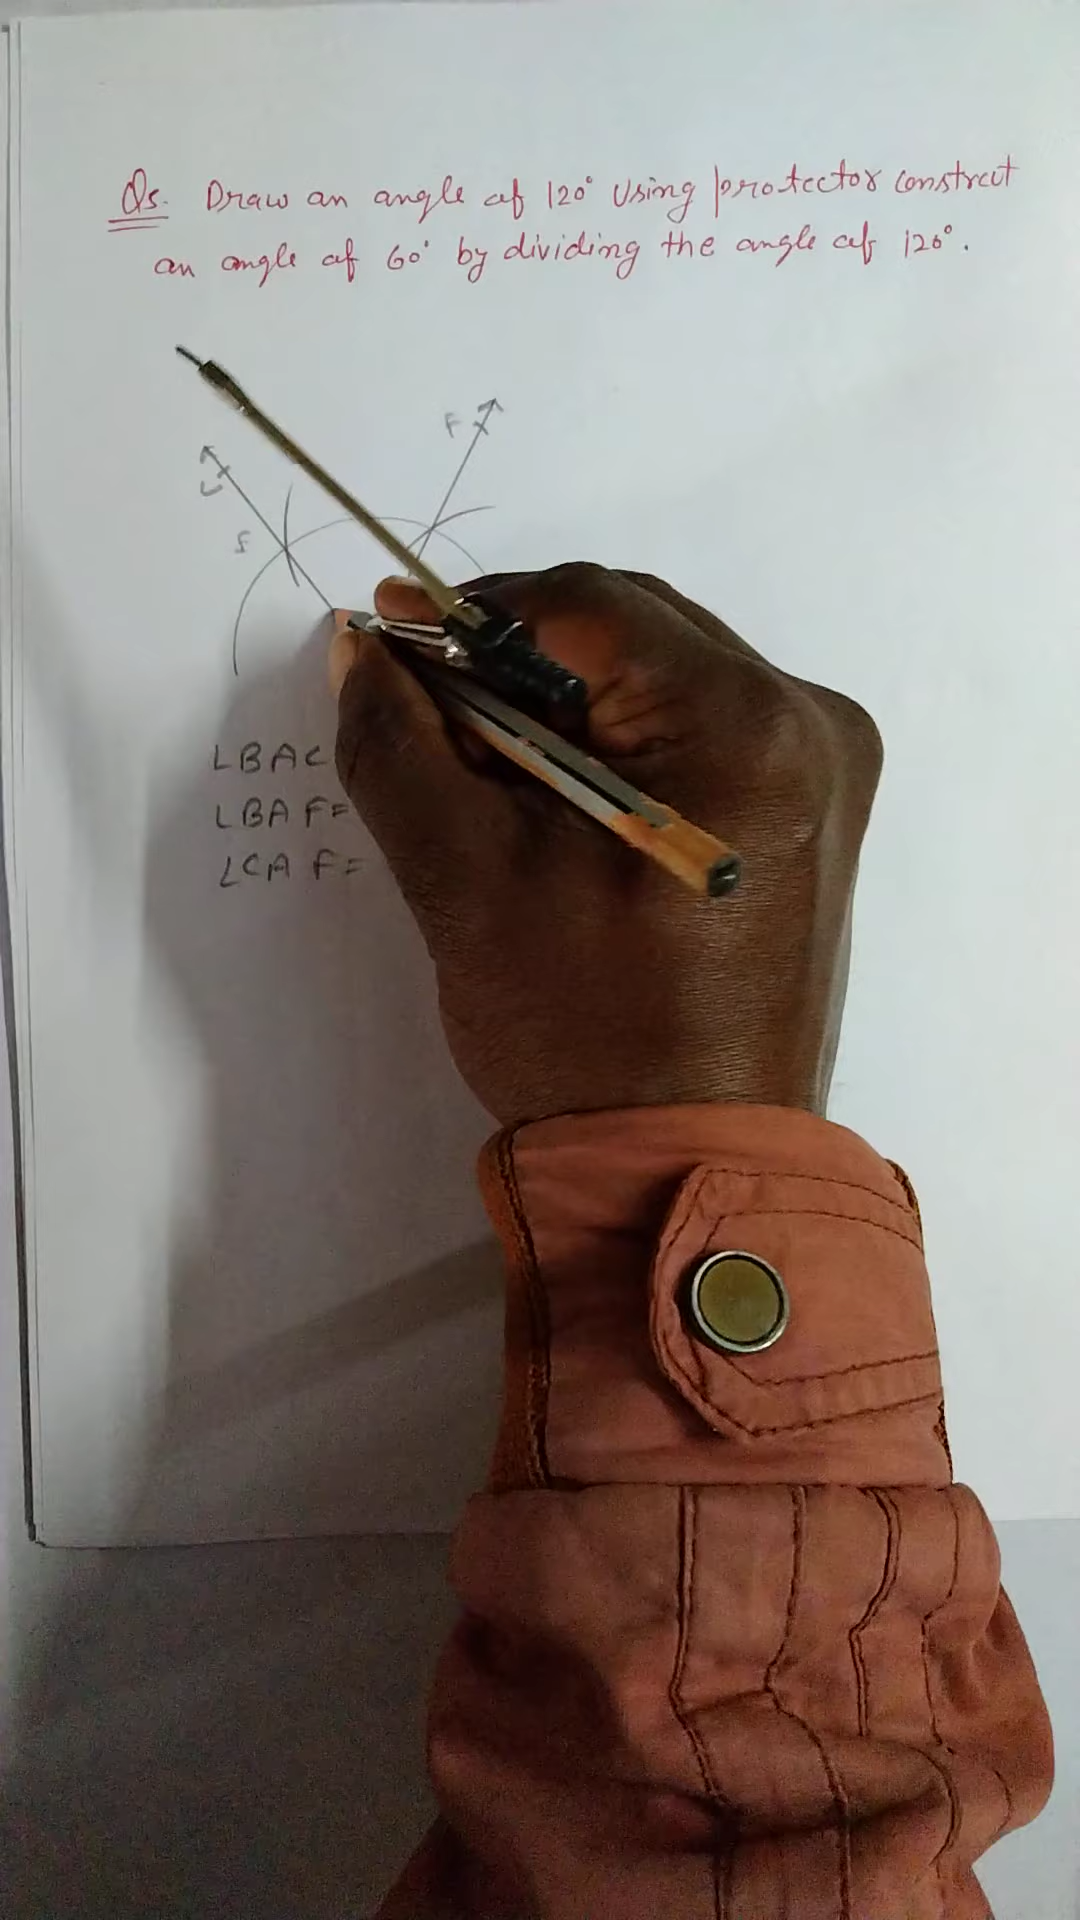 Qs. Draw an angle of 120° Using protector constrect
an angle of 60° by dividing the angle of 120°.
F
C
E
LBAC
LBAF=
LCAF=